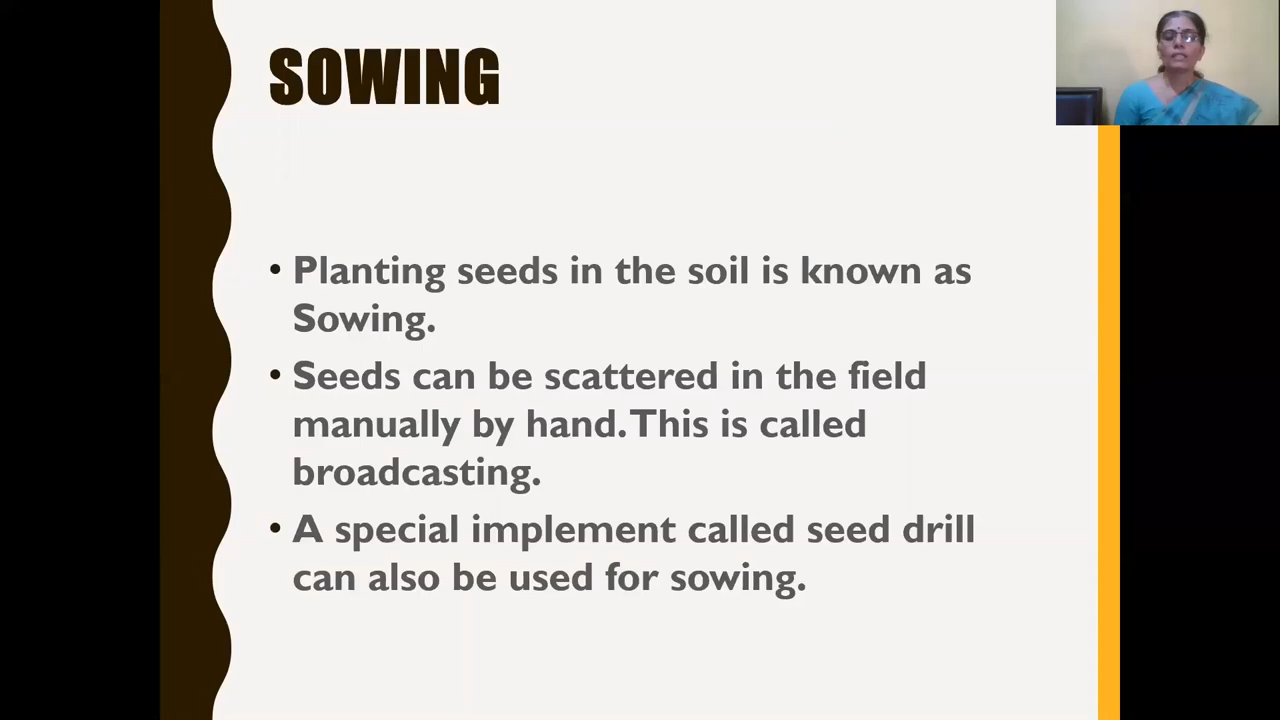 SOWING
• Planting seeds in the soil is known as
Sowing.
• Seeds can be scattered in the field
manually by hand. This is called
broadcasting.
• A special implement called seed drill
can also be used for sowing.